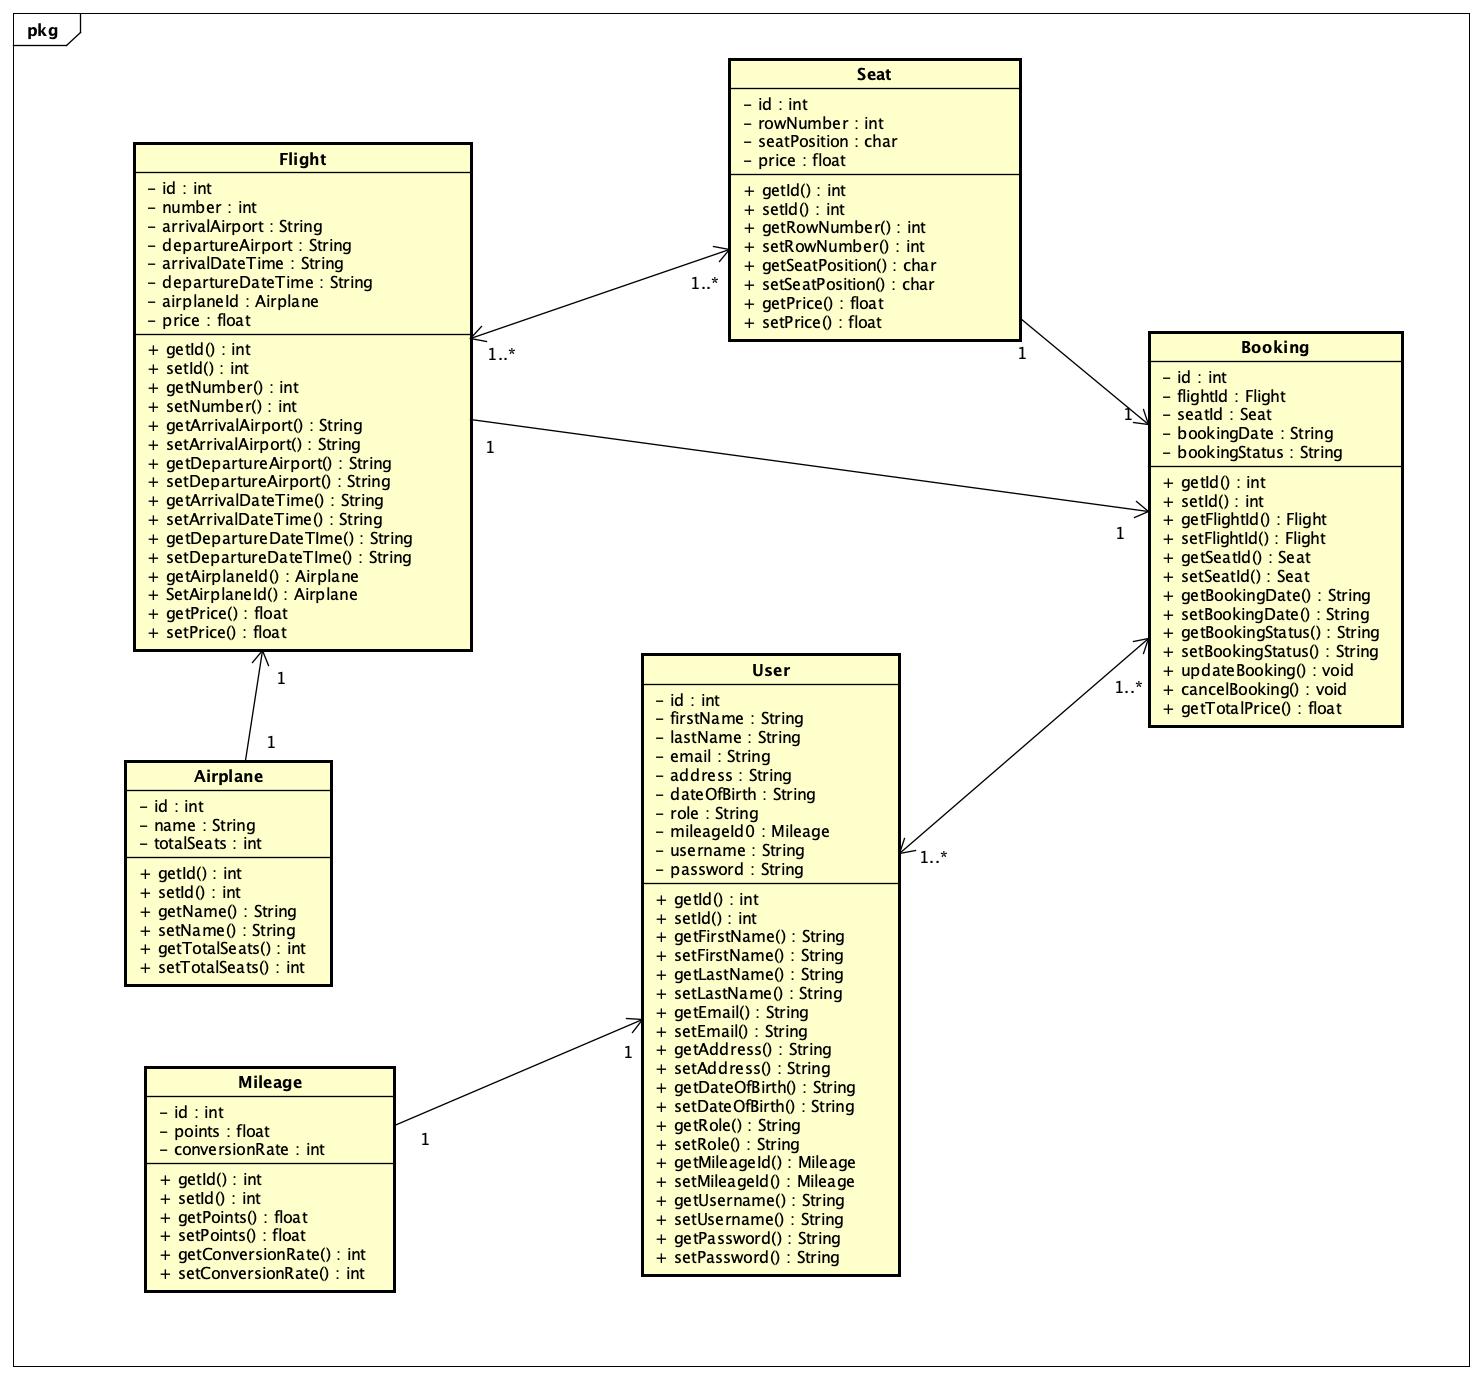 pkg
Seat
– id : int
– rowNumber : int
– seatPosition : char
– price : float
+ getId() : int
+ setId() : int
+ getRowNumber() : int
+ setRowNumber() : int
+ getSeatPosition() : char
+ setSeatPosition() : char
+ getPrice() : float
+ setPrice() : float
Flight
– id : int
– number : int
– arrivalAirport : String
– departureAirport : String
– arrivalDateTime : String
– departureDateTime : String
– airplaneId : Airplane
– price : float
+ getId() : int
+ setId() : int
+ getNumber() : int
+ setNumber() : int
+ getArrivalAirport() : String
+ setArrivalAirport() : String
+ getDepartureAirport() : String
+ setDepartureAirport() : String
+ getArrivalDateTime() : String
+ setArrivalDateTime() : String
+ getDepartureDateTIme() : String
+ setDepartureDateTIme() : String
+ getAirplaneId() : Airplane
+ SetAirplaneId() : Airplane
+ getPrice() : float
+ setPrice() : float
1..*
1..*
1
1
1
1
Booking
– id : int
– flightId : Flight
– seatId : Seat
– bookingDate : String
– bookingStatus : String
+ getId() : int
+ setId() : int
+ getFlightId() : Flight
+ setFlightId() : Flight
+ getSeatId() : Seat
+ setSeatId() : Seat
+ getBookingDate() : String
+ setBookingDate() : String
+ getBookingStatus() : String
+ setBookingStatus() : String
+ updateBooking() : void
+ cancelBooking() : void
+ getTotalPrice() : float
1..*
1..*
1
1
User
– id : int
– firstName : String
– lastName : String
– email : String
– address : String
– dateOfBirth : String
– role : String
– mileageId() : Mileage
– username : String
– password : String
+ getId() : int
+ setId() : int
+ getFirstName() : String
+ setFirstName() : String
+ getLastName() : String
+ setLastName() : String
+ getEmail() : String
+ setEmail() : String
+ getAddress() : String
+ setAddress() : String
+ getDateOfBirth() : String
+ setDateOfBirth() : String
+ getRole() : String
+ setRole() : String
+ getMileageId() : Mileage
+ setMileageId() : Mileage
+ getUsername() : String
+ setUsername() : String
+ getPassword() : String
+ setPassword() : String
Airplane
– id : int
– name : String
– totalSeats : int
+ getId() : int
+ setId() : int
+ getName() : String
+ setName() : String
+ getTotalSeats() : int
+ setTotalSeats() : int
1
1
Mileage
– id : int
– points : float
– conversionRate : int
+ getId() : int
+ setId() : int
+ getPoints() : float
+ setPoints() : float
+ getConversionRate() : int
+ setConversionRate() : int